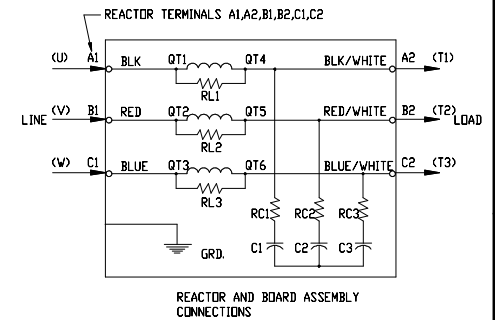 REACTOR TERMINALS A1,A2,B1,B2,C1,C2
(U) A1 BLK QT1 QT4 BLK/WHITE A2 (T1)
RL1
(V) B1 RED QT2 QT5 RED/WHITE B2 (T2)
LINE LOAD
RL2
(W) C1 BLUE QT3 QT6 BLUE/WHITE C2 (T3)
RL3
RC1 RC2 RC3
C1 C2 C3
GRD.
REACTOR AND BOARD ASSEMBLY
CONNECTIONS